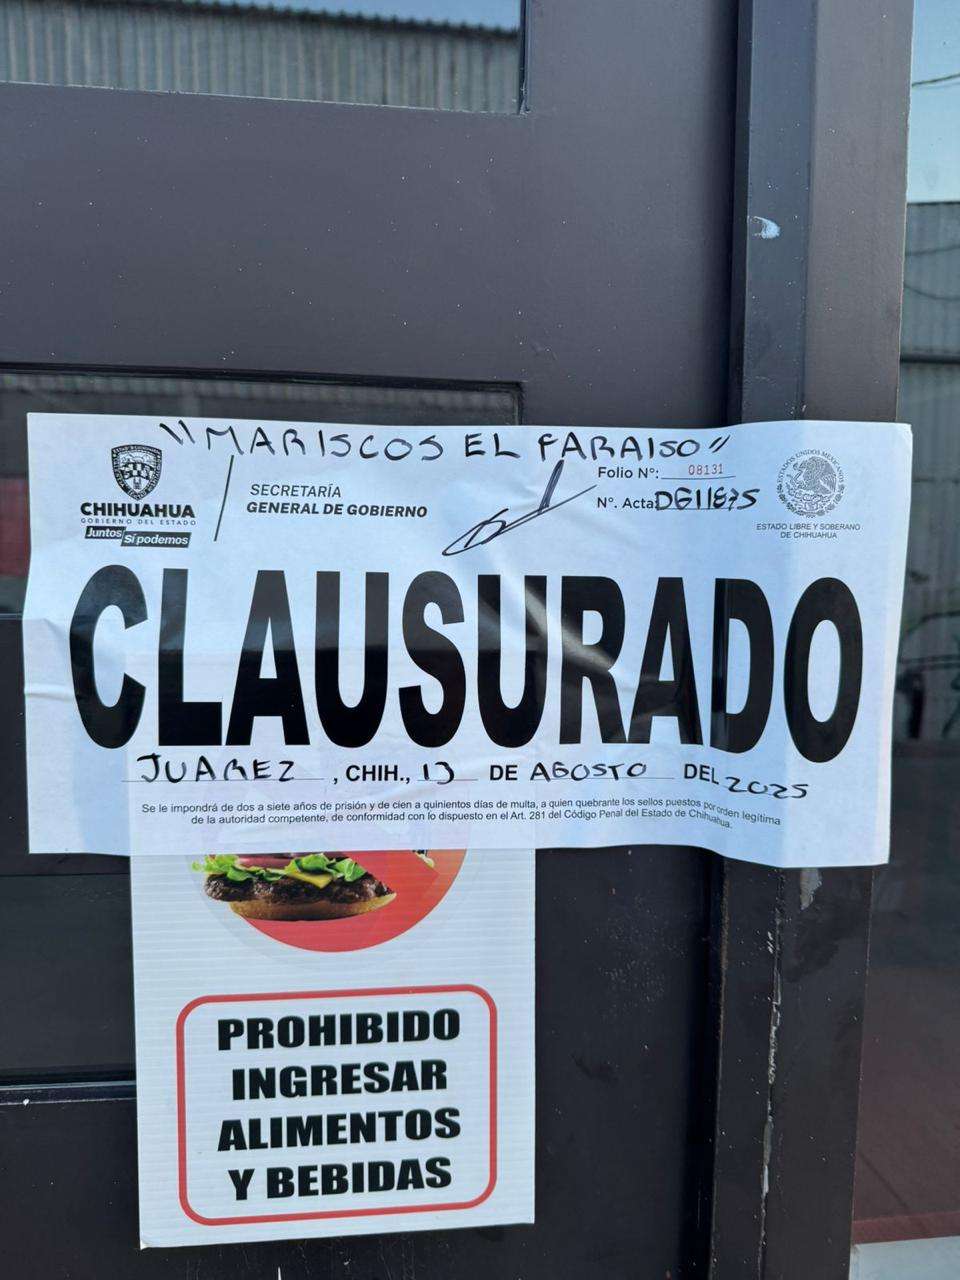 "MARISCOS EL PARAISO"
CHIHUAHUA
GOBIERNO DEL ESTADO
Juntos Sí podemos
SECRETARÍA
GENERAL DE GOBIERNO
Folio Nº: 08131
Nº. Acta: DG11875
ESTADOS UNIDOS MEXICANOS
ESTADO LIBRE Y SOBERANO
DE CHIHUAHUA
CLAUSURADO
JUAREZ, CHIH., 13 DE AGOSTO DEL 2025
Se le impondrá de dos a siete años de prisión y de cien a quinientos días de multa, a quien quebrante los sellos puestos por orden legítima
de la autoridad competente, de conformidad con lo dispuesto en el Art. 281 del Código Penal del Estado de Chihuahua.
PROHIBIDO
INGRESAR
ALIMENTOS
Y BEBIDAS